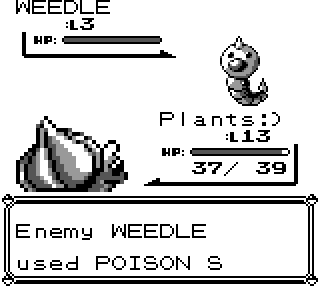 WEEDLE
:L3
HP:
Plants:)
:L13
HP:
37/ 39
Enemy WEEDLE
used POISON S